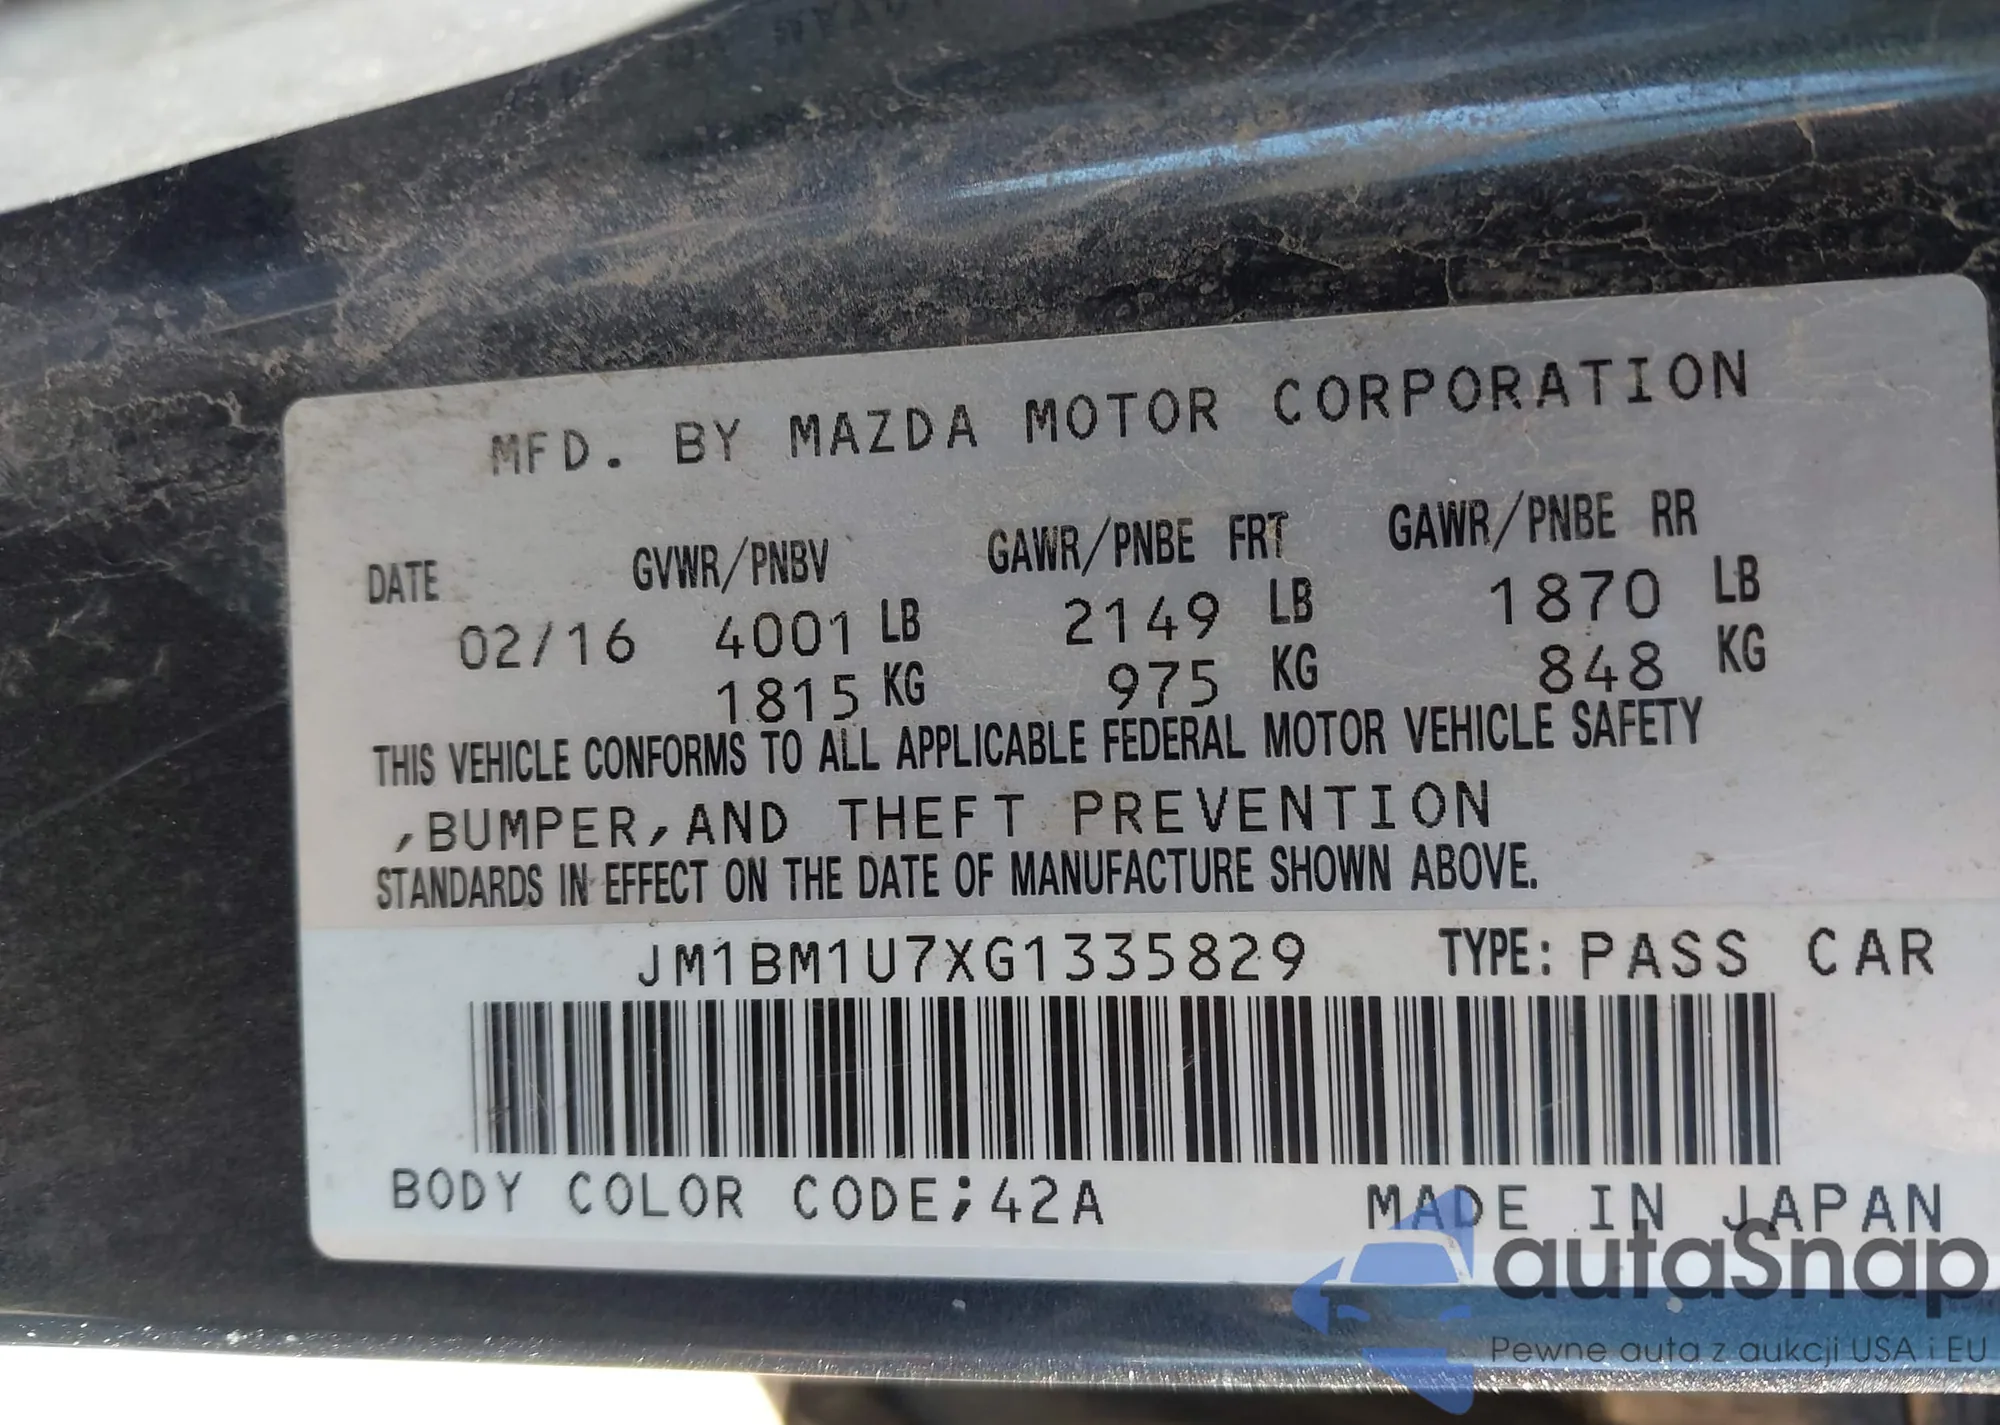 MFD. BY MAZDA MOTOR CORPORATION
DATE GVWR/PNBV GAWR/PNBE FRT GAWR/PNBE RR
02/16 4001 LB 2149 LB 1870 LB
1815 KG 975 KG 848 KG
THIS VEHICLE CONFORMS TO ALL APPLICABLE FEDERAL MOTOR VEHICLE SAFETY
,BUMPER,AND THEFT PREVENTION
STANDARDS IN EFFECT ON THE DATE OF MANUFACTURE SHOWN ABOVE.
JM1BM1U7XG1335829 TYPE: PASS CAR
BODY COLOR CODE;42A MADE IN JAPAN
autaSnap
Pewne auta z aukcji USA i EU